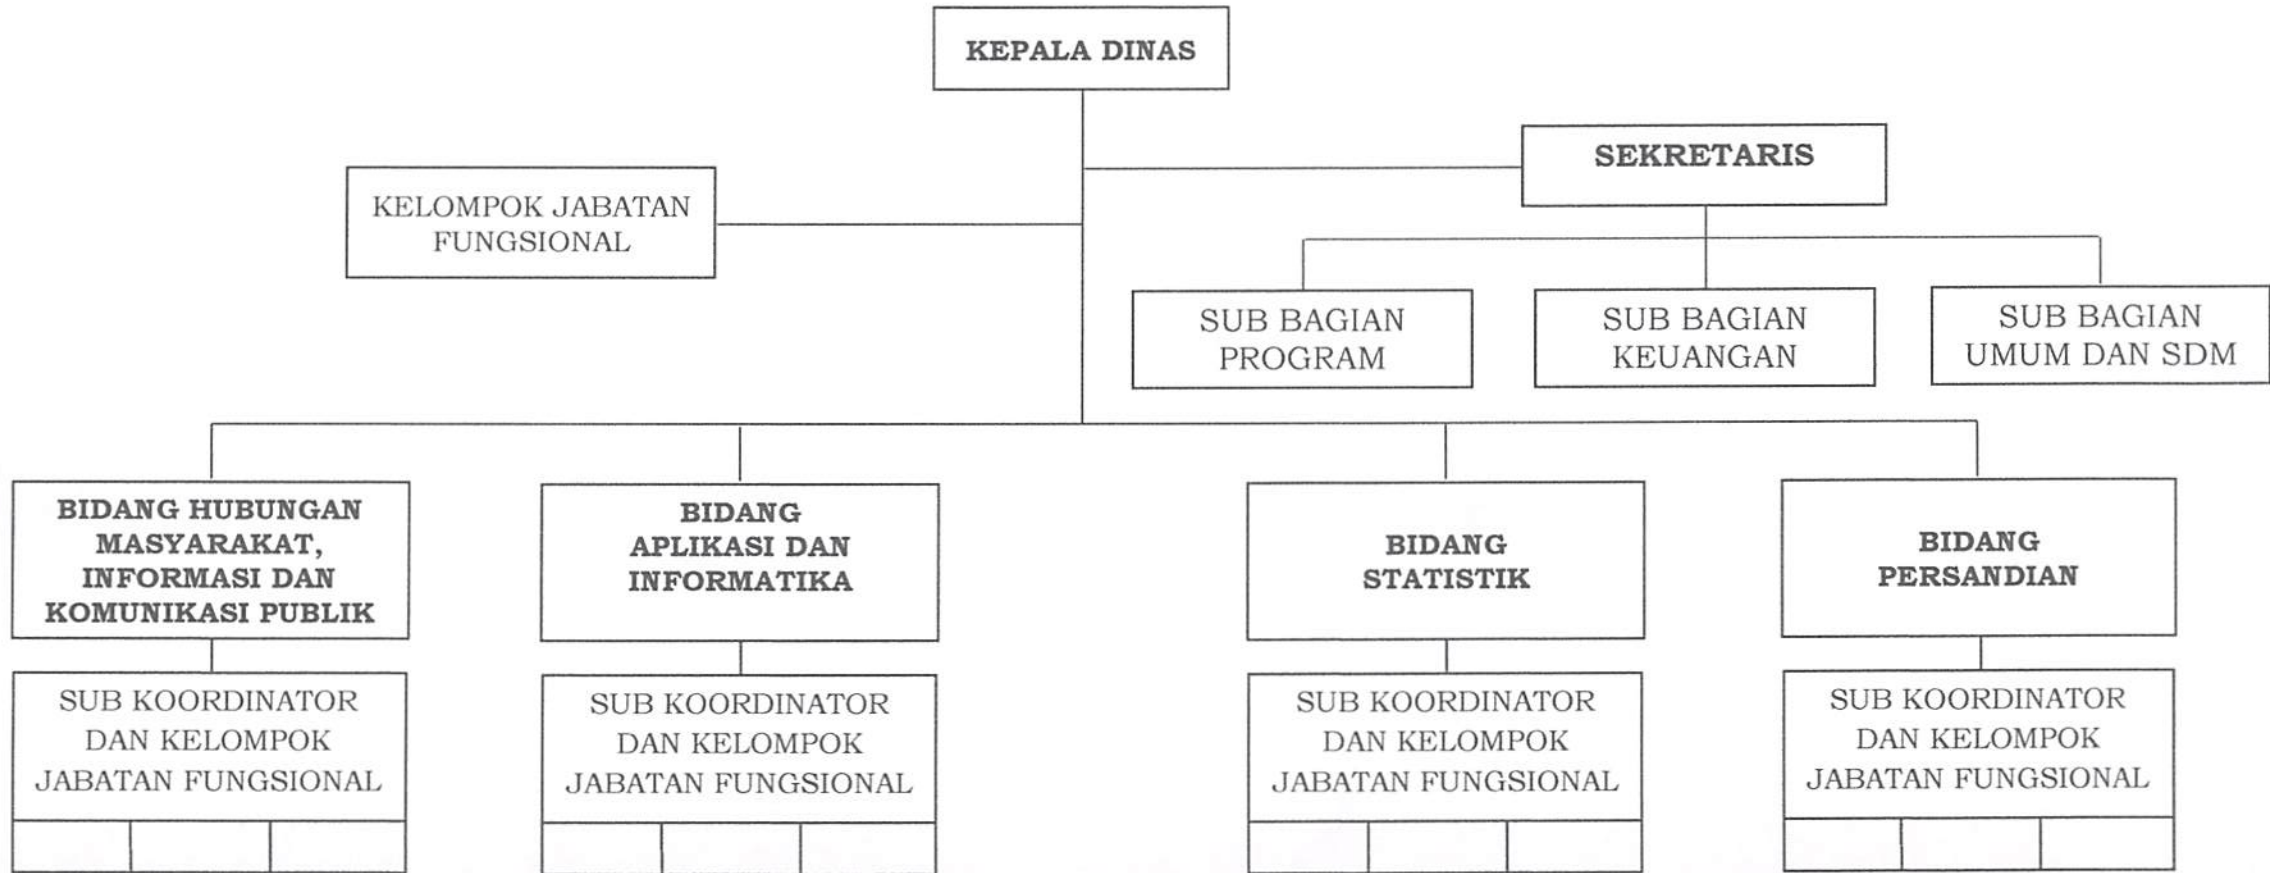 KEPALA DINAS
SEKRETARIS
KELOMPOK JABATAN
FUNGSIONAL
SUB BAGIAN
PROGRAM
SUB BAGIAN
KEUANGAN
SUB BAGIAN
UMUM DAN SDM
BIDANG HUBUNGAN
MASYARAKAT,
INFORMASI DAN
KOMUNIKASI PUBLIK
BIDANG
APLIKASI DAN
INFORMATIKA
BIDANG
STATISTIK
BIDANG
PERSANDIAN
SUB KOORDINATOR
DAN KELOMPOK
JABATAN FUNGSIONAL
SUB KOORDINATOR
DAN KELOMPOK
JABATAN FUNGSIONAL
SUB KOORDINATOR
DAN KELOMPOK
JABATAN FUNGSIONAL
SUB KOORDINATOR
DAN KELOMPOK
JABATAN FUNGSIONAL